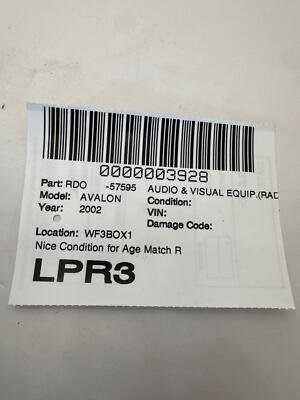 0000003928
Part: RDO -57595 AUDIO & VISUAL EQUIP.(RAD
Model: AVALON Condition:
Year: 2002 VIN:
Damage Code:
Location: WF3BOX1
Nice Condition for Age Match R
LPR3